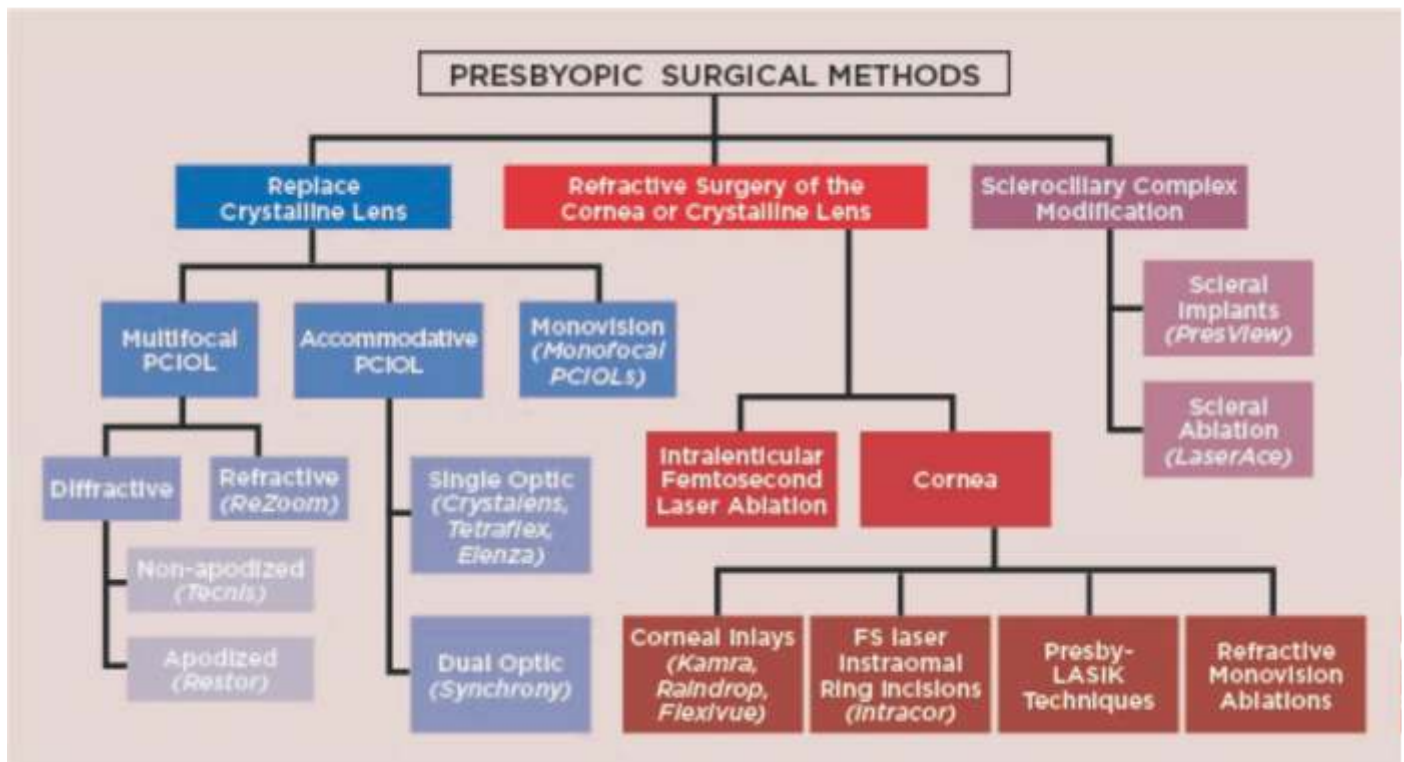 PRESBYOPIC SURGICAL METHODS
Replace
Crystalline Lens
Refractive Surgery of the
Cornea or Crystalline Lens
Sclerociliary Complex
Modification
Multifocal
PCIOL
Accommodative
PCIOL
Monovision
(Monofocal
PCIOLs)
Scleral
Implants
(PresView)
Scleral
Ablation
(LaserAce)
Diffractive
Refractive
(ReZoom)
Non-apodized
(Tecnis)
Apodized
(Restor)
Single Optic
(Crystalens,
Tetraflex,
Elenza)
Dual Optic
(Synchrony)
Intralenticular
Femtosecond
Laser Ablation
Cornea
Corneal Inlays
(Kamra,
Raindrop,
Flexivue)
FS laser
Instraomal
Ring Incisions
(Intracor)
Presby-
LASIK
Techniques
Refractive
Monovision
Ablations